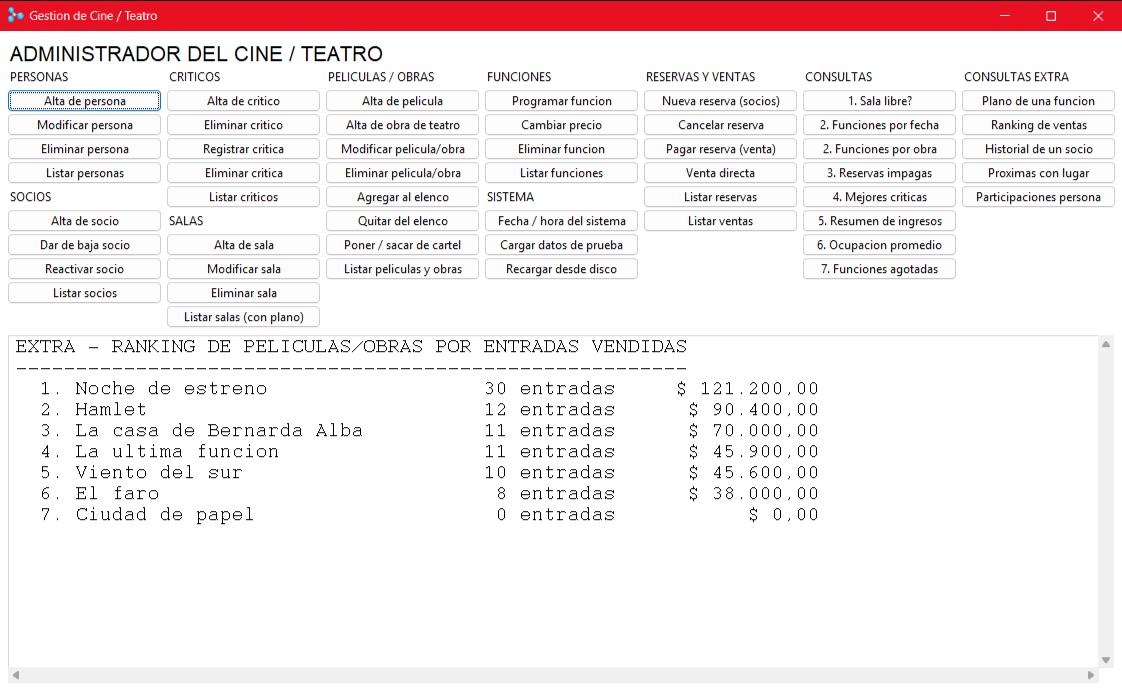 Gestion de Cine / Teatro
ADMINISTRADOR DEL CINE / TEATRO
PERSONAS
Alta de persona
Modificar persona
Eliminar persona
Listar personas
SOCIOS
Alta de socio
Dar de baja socio
Reactivar socio
Listar socios
CRITICOS
Alta de critico
Eliminar critico
Registrar critica
Eliminar critica
Listar criticos
SALAS
Alta de sala
Modificar sala
Eliminar sala
Listar salas (con plano)
PELICULAS / OBRAS
Alta de pelicula
Alta de obra de teatro
Modificar pelicula/obra
Eliminar pelicula/obra
Agregar al elenco
Quitar del elenco
Poner / sacar de cartel
Listar peliculas y obras
FUNCIONES
Programar funcion
Cambiar precio
Eliminar funcion
Listar funciones
SISTEMA
Fecha / hora del sistema
Cargar datos de prueba
Recargar desde disco
RESERVAS Y VENTAS
Nueva reserva (socios)
Cancelar reserva
Pagar reserva (venta)
Venta directa
Listar reservas
Listar ventas
CONSULTAS
1. Sala libre?
2. Funciones por fecha
2. Funciones por obra
3. Reservas impagas
4. Mejores criticas
5. Resumen de ingresos
6. Ocupacion promedio
7. Funciones agotadas
CONSULTAS EXTRA
Plano de una funcion
Ranking de ventas
Historial de un socio
Proximas con lugar
Participaciones persona
EXTRA - RANKING DE PELICULAS/OBRAS POR ENTRADAS VENDIDAS
--------------------------------------------------------
1. Noche de estreno 30 entradas $ 121.200,00
2. Hamlet 12 entradas $ 90.400,00
3. La casa de Bernarda Alba 11 entradas $ 70.000,00
4. La ultima funcion 11 entradas $ 45.900,00
5. Viento del sur 10 entradas $ 45.600,00
6. El faro 8 entradas $ 38.000,00
7. Ciudad de papel 0 entradas $ 0,00